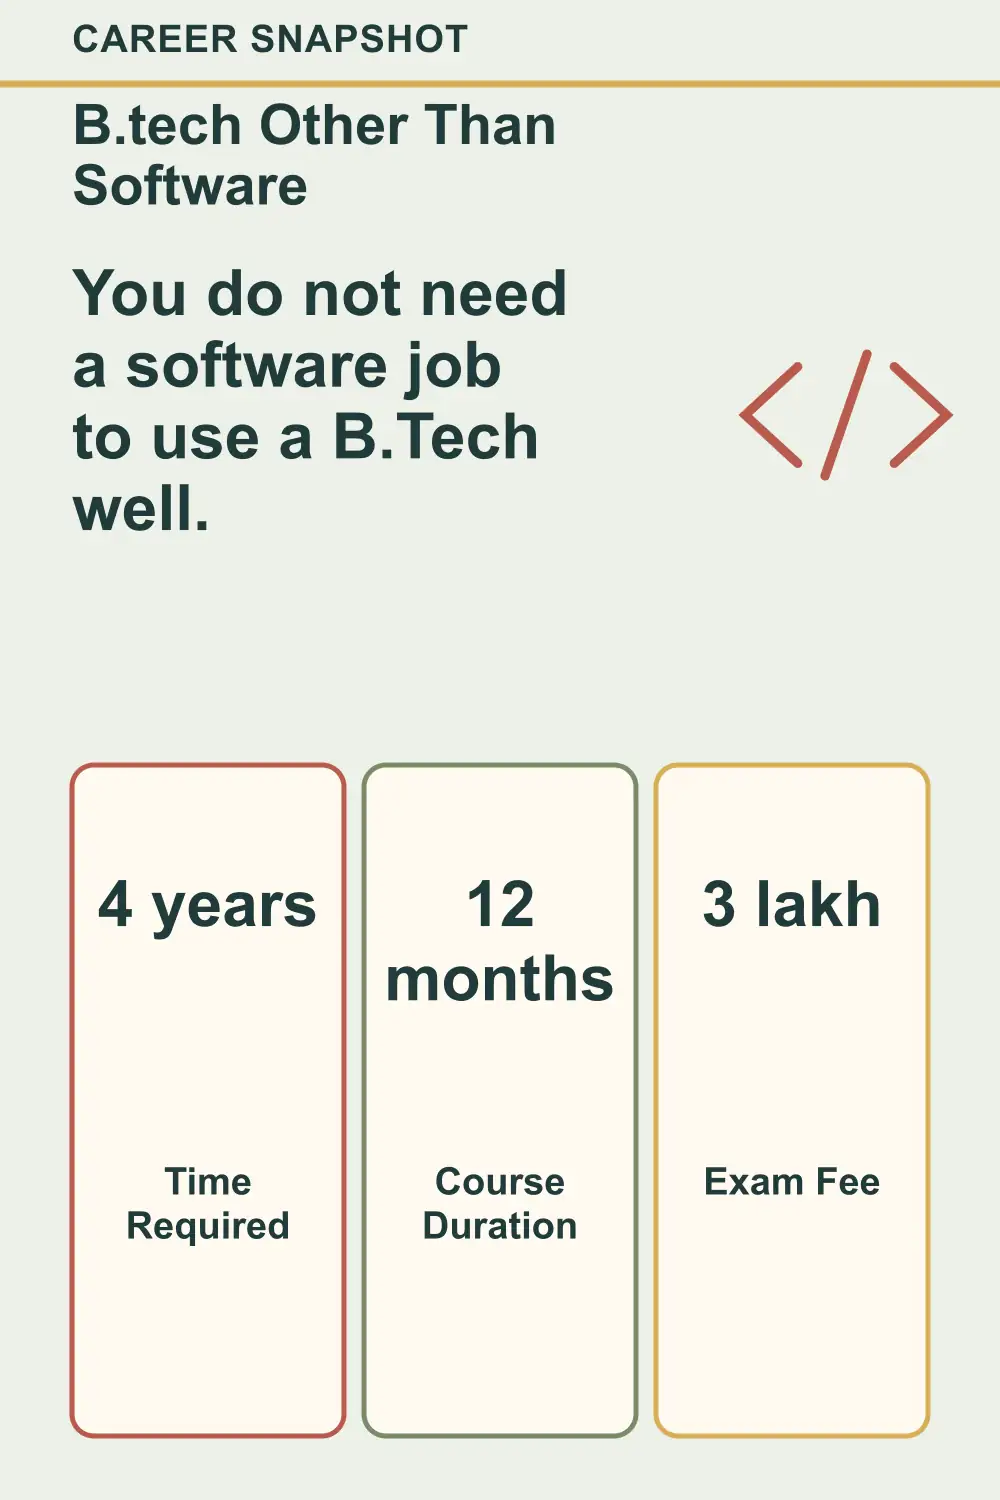 CAREER SNAPSHOT
B.tech Other Than
Software
You do not need
a software job
to use a B.Tech
well.
4 years
12
months
3 lakh
Time
Required
Course
Duration
Exam Fee